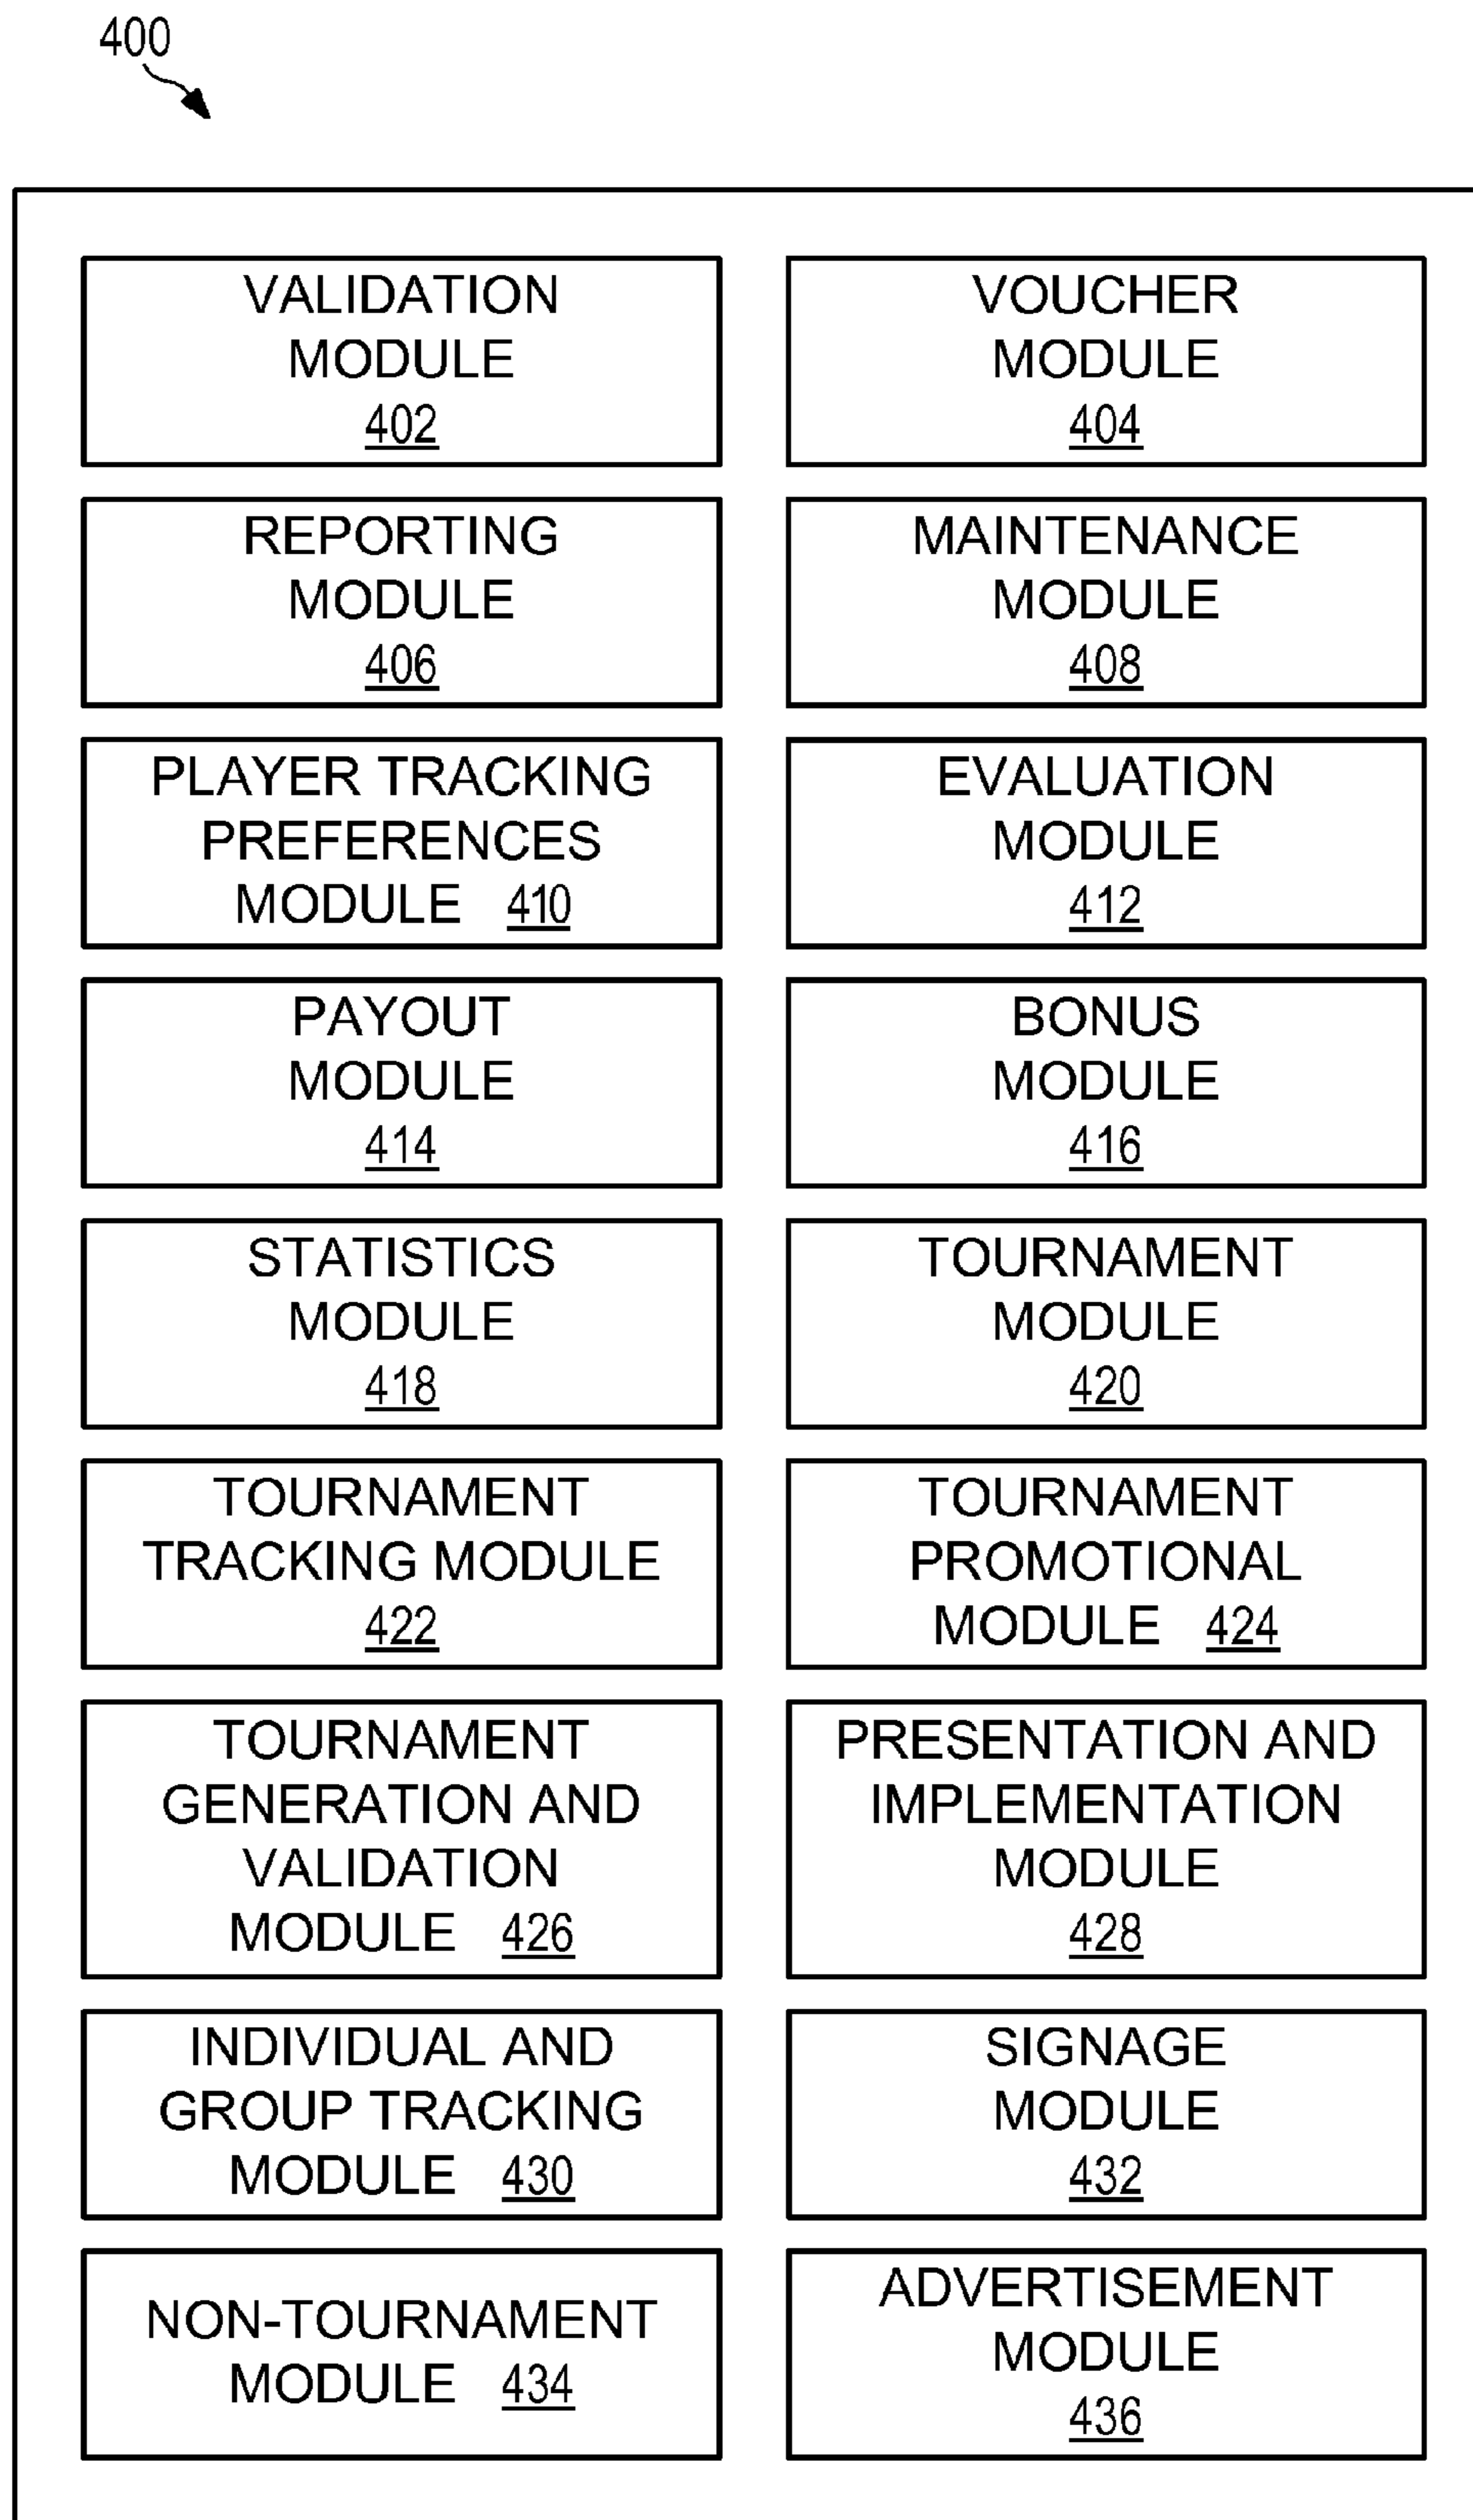 400
VALIDATION
MODULE
402
VOUCHER
MODULE
404
REPORTING
MODULE
406
MAINTENANCE
MODULE
408
PLAYER TRACKING
PREFERENCES
MODULE 410
EVALUATION
MODULE
412
PAYOUT
MODULE
414
BONUS
MODULE
416
STATISTICS
MODULE
418
TOURNAMENT
MODULE
420
TOURNAMENT
TRACKING MODULE
422
TOURNAMENT
PROMOTIONAL
MODULE 424
TOURNAMENT
GENERATION AND
VALIDATION
MODULE 426
PRESENTATION AND
IMPLEMENTATION
MODULE
428
INDIVIDUAL AND
GROUP TRACKING
MODULE 430
SIGNAGE
MODULE
432
NON-TOURNAMENT
MODULE 434
ADVERTISEMENT
MODULE
436